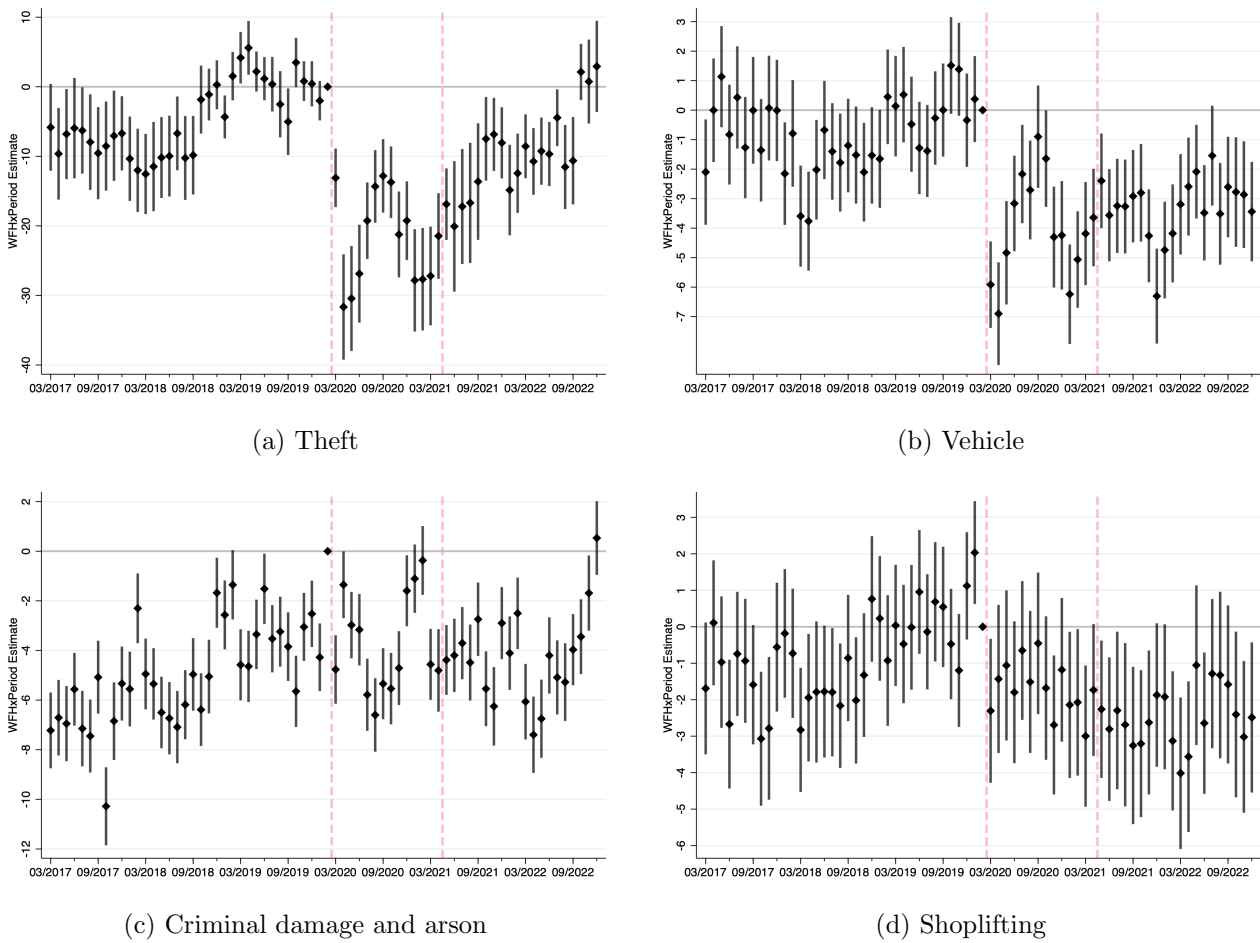 10
0
-10
-20
-30
-40
WFHxPeriod Estimate
03/2017 09/2017 03/2018 09/2018 03/2019 09/2019 03/2020 09/2020 03/2021 09/2021 03/2022 09/2022
(a) Theft
3
2
1
0
-1
-2
-3
-4
-5
-6
-7
WFHxPeriod Estimate
03/2017 09/2017 03/2018 09/2018 03/2019 09/2019 03/2020 09/2020 03/2021 09/2021 03/2022 09/2022
(b) Vehicle
2
0
-2
-4
-6
-8
-10
-12
WFHxPeriod Estimate
03/2017 09/2017 03/2018 09/2018 03/2019 09/2019 03/2020 09/2020 03/2021 09/2021 03/2022 09/2022
(c) Criminal damage and arson
3
2
1
0
-1
-2
-3
-4
-5
-6
WFHxPeriod Estimate
03/2017 09/2017 03/2018 09/2018 03/2019 09/2019 03/2020 09/2020 03/2021 09/2021 03/2022 09/2022
(d) Shoplifting